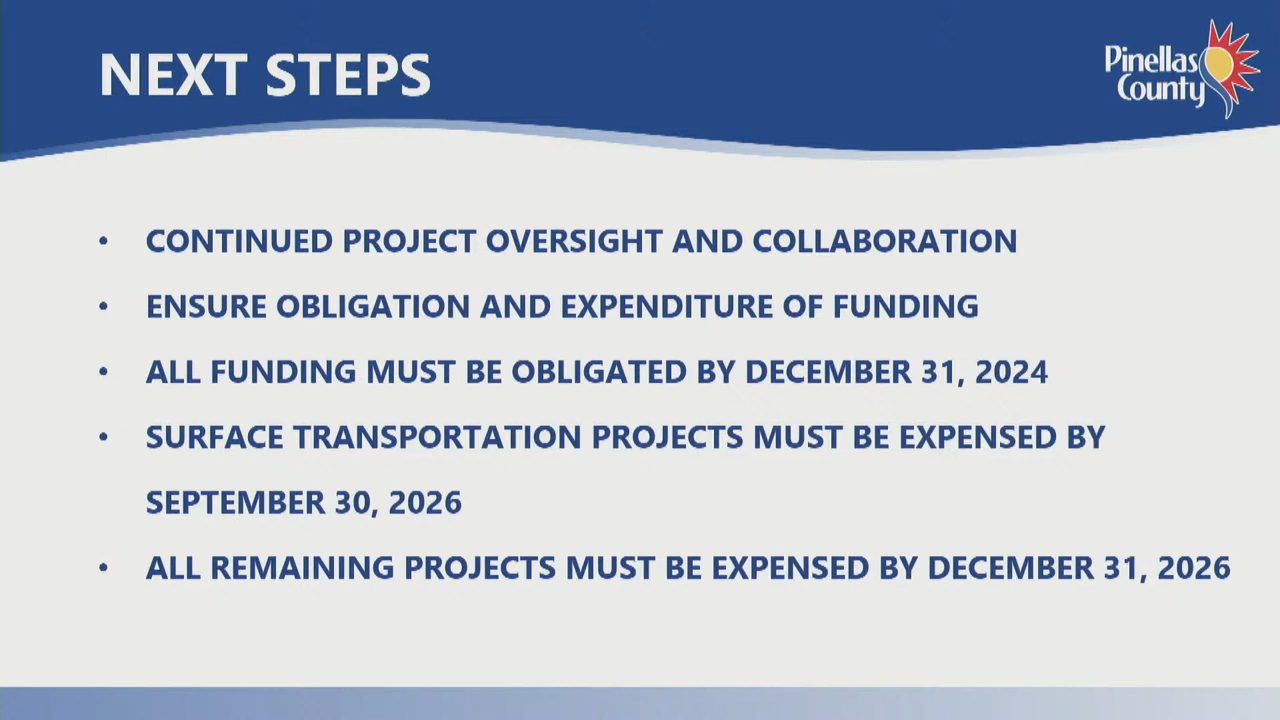 NEXT STEPS
Pinellas
County
• CONTINUED PROJECT OVERSIGHT AND COLLABORATION
• ENSURE OBLIGATION AND EXPENDITURE OF FUNDING
• ALL FUNDING MUST BE OBLIGATED BY DECEMBER 31, 2024
• SURFACE TRANSPORTATION PROJECTS MUST BE EXPENSED BY
SEPTEMBER 30, 2026
• ALL REMAINING PROJECTS MUST BE EXPENSED BY DECEMBER 31, 2026